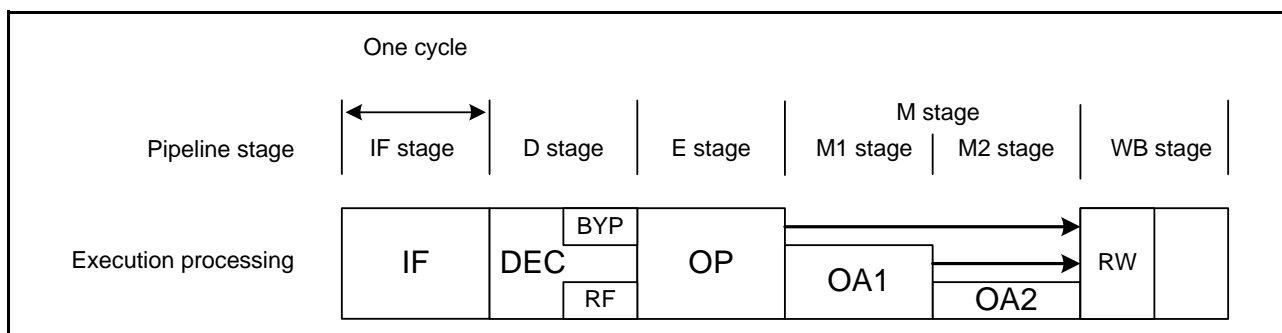 One cycle
M stage
Pipeline stage IF stage D stage E stage M1 stage M2 stage WB stage
BYP
Execution processing IF DEC OP OA1 RW
RF OA2